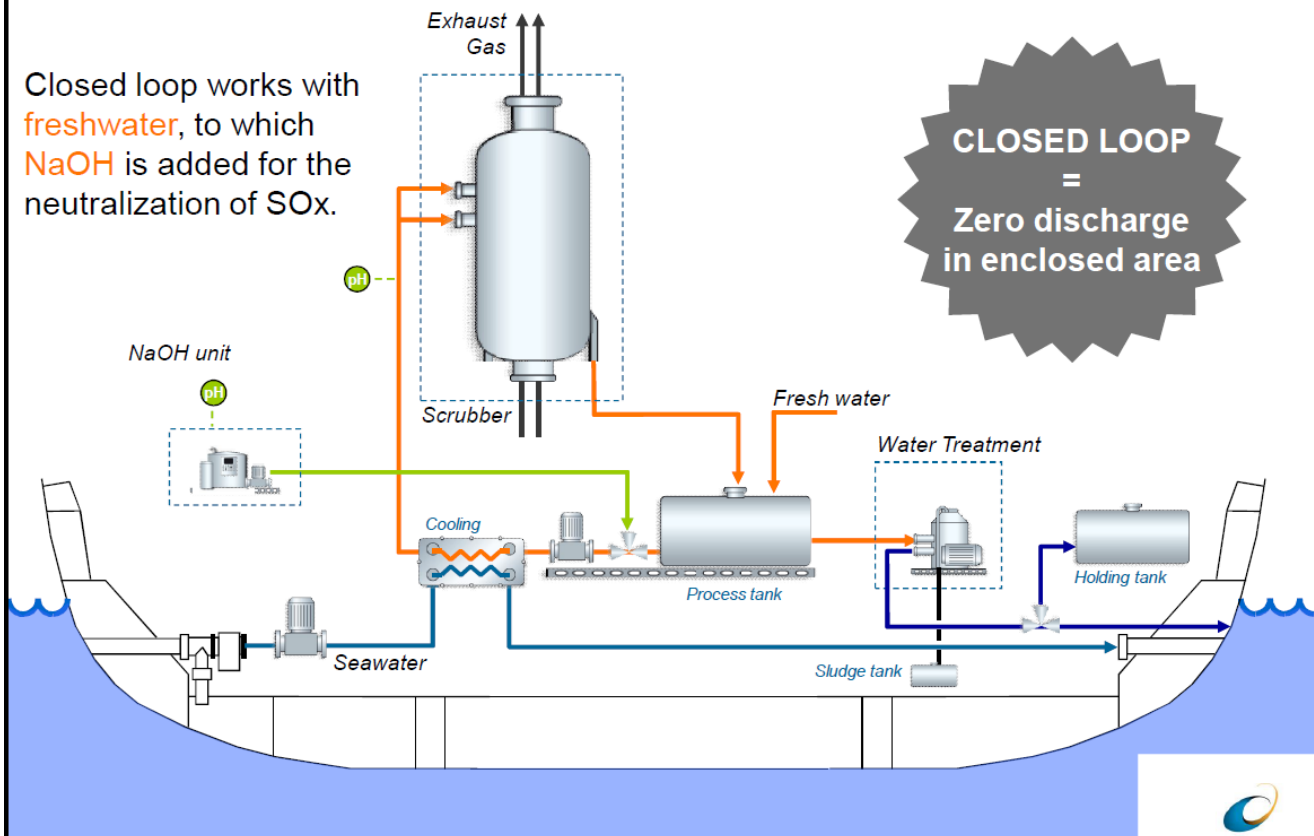 Exhaust
Gas
Closed loop works with
freshwater, to which
NaOH is added for the
neutralization of SOx.
CLOSED LOOP
=
Zero discharge
in enclosed area
pH
NaOH unit
pH
Scrubber
Fresh water
Water Treatment
Cooling
Process tank
Holding tank
Seawater
Sludge tank